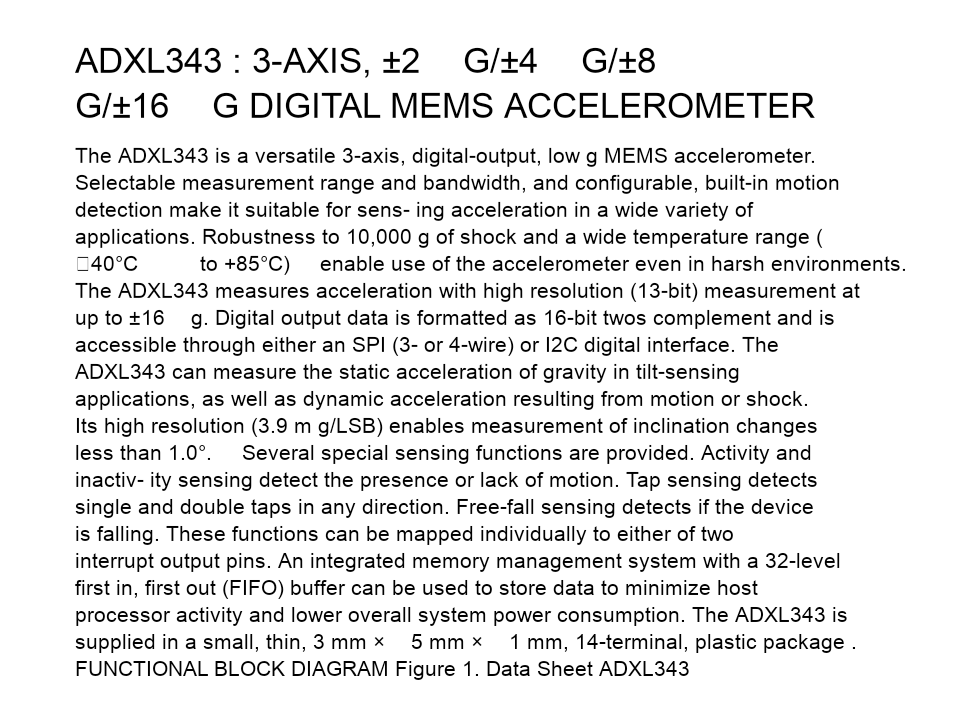 ADXL343 : 3-AXIS, ±2 G/±4 G/±8
G/±16 G DIGITAL MEMS ACCELEROMETER
The ADXL343 is a versatile 3-axis, digital-output, low g MEMS accelerometer.
Selectable measurement range and bandwidth, and configurable, built-in motion
detection make it suitable for sens- ing acceleration in a wide variety of
applications. Robustness to 10,000 g of shock and a wide temperature range (
□40°C to +85°C) enable use of the accelerometer even in harsh environments.
The ADXL343 measures acceleration with high resolution (13-bit) measurement at
up to ±16 g. Digital output data is formatted as 16-bit twos complement and is
accessible through either an SPI (3- or 4-wire) or I2C digital interface. The
ADXL343 can measure the static acceleration of gravity in tilt-sensing
applications, as well as dynamic acceleration resulting from motion or shock.
Its high resolution (3.9 m g/LSB) enables measurement of inclination changes
less than 1.0°. Several special sensing functions are provided. Activity and
inactiv- ity sensing detect the presence or lack of motion. Tap sensing detects
single and double taps in any direction. Free-fall sensing detects if the device
is falling. These functions can be mapped individually to either of two
interrupt output pins. An integrated memory management system with a 32-level
first in, first out (FIFO) buffer can be used to store data to minimize host
processor activity and lower overall system power consumption. The ADXL343 is
supplied in a small, thin, 3 mm × 5 mm × 1 mm, 14-terminal, plastic package .
FUNCTIONAL BLOCK DIAGRAM Figure 1. Data Sheet ADXL343